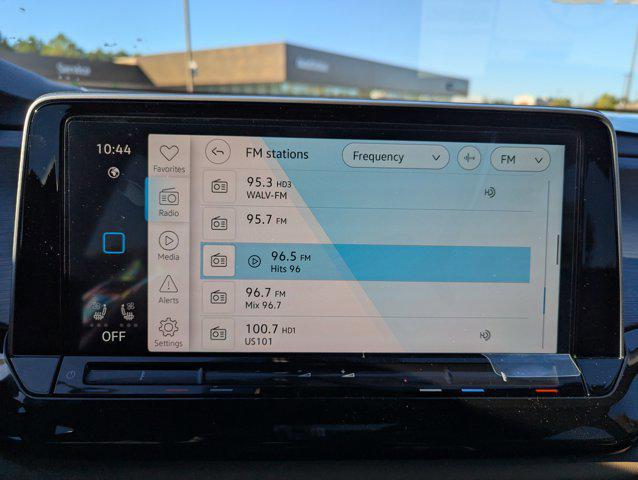 Service
10:44
FM stations
Frequency
FM
Favorites
Radio
Media
Alerts
Settings
95.3 HD3
WALV-FM
95.7 FM
96.5 FM
Hits 96
96.7 FM
Mix 96.7
100.7 HD1
US101
OFF